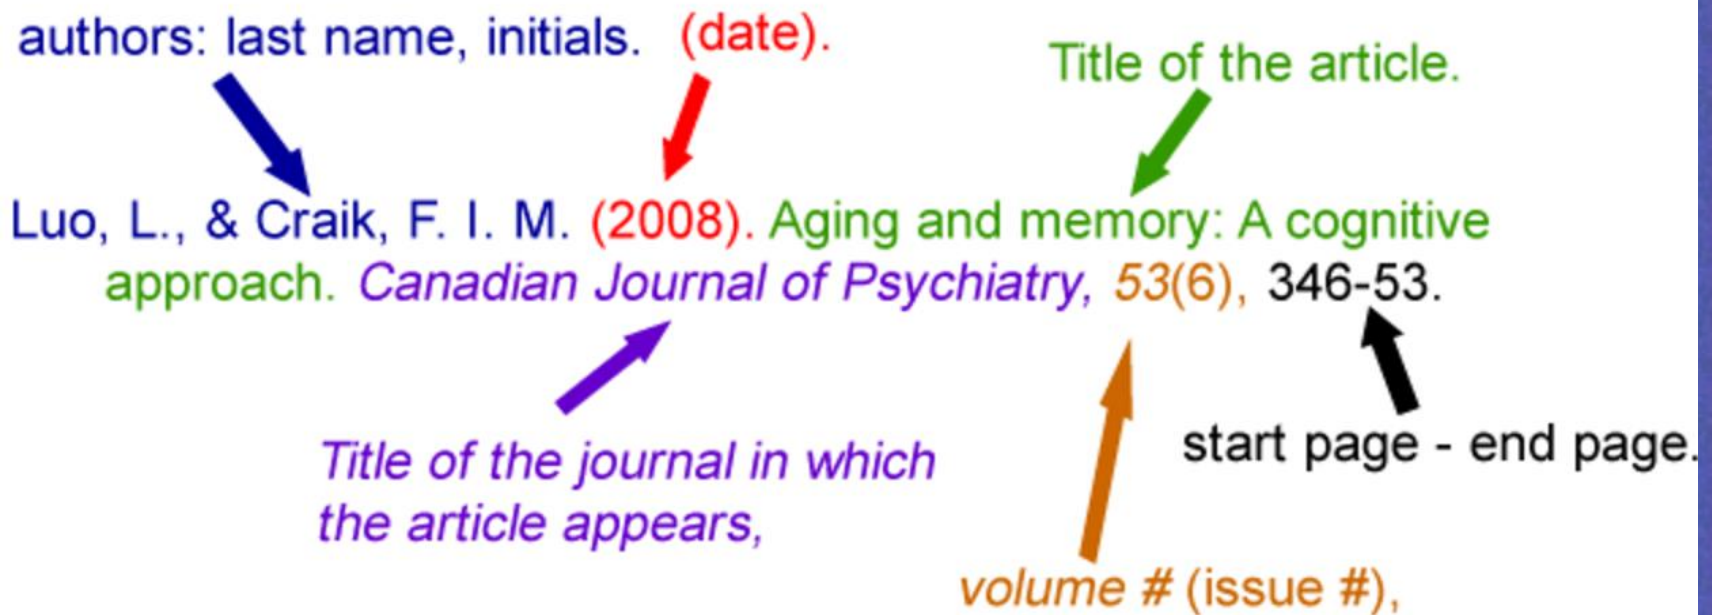 authors: last name, initials. (date).
Title of the article.
Luo, L., & Craik, F. I. M. (2008). Aging and memory: A cognitive
approach. Canadian Journal of Psychiatry, 53(6), 346-53.
Title of the journal in which
the article appears,
start page - end page.
volume # (issue #),